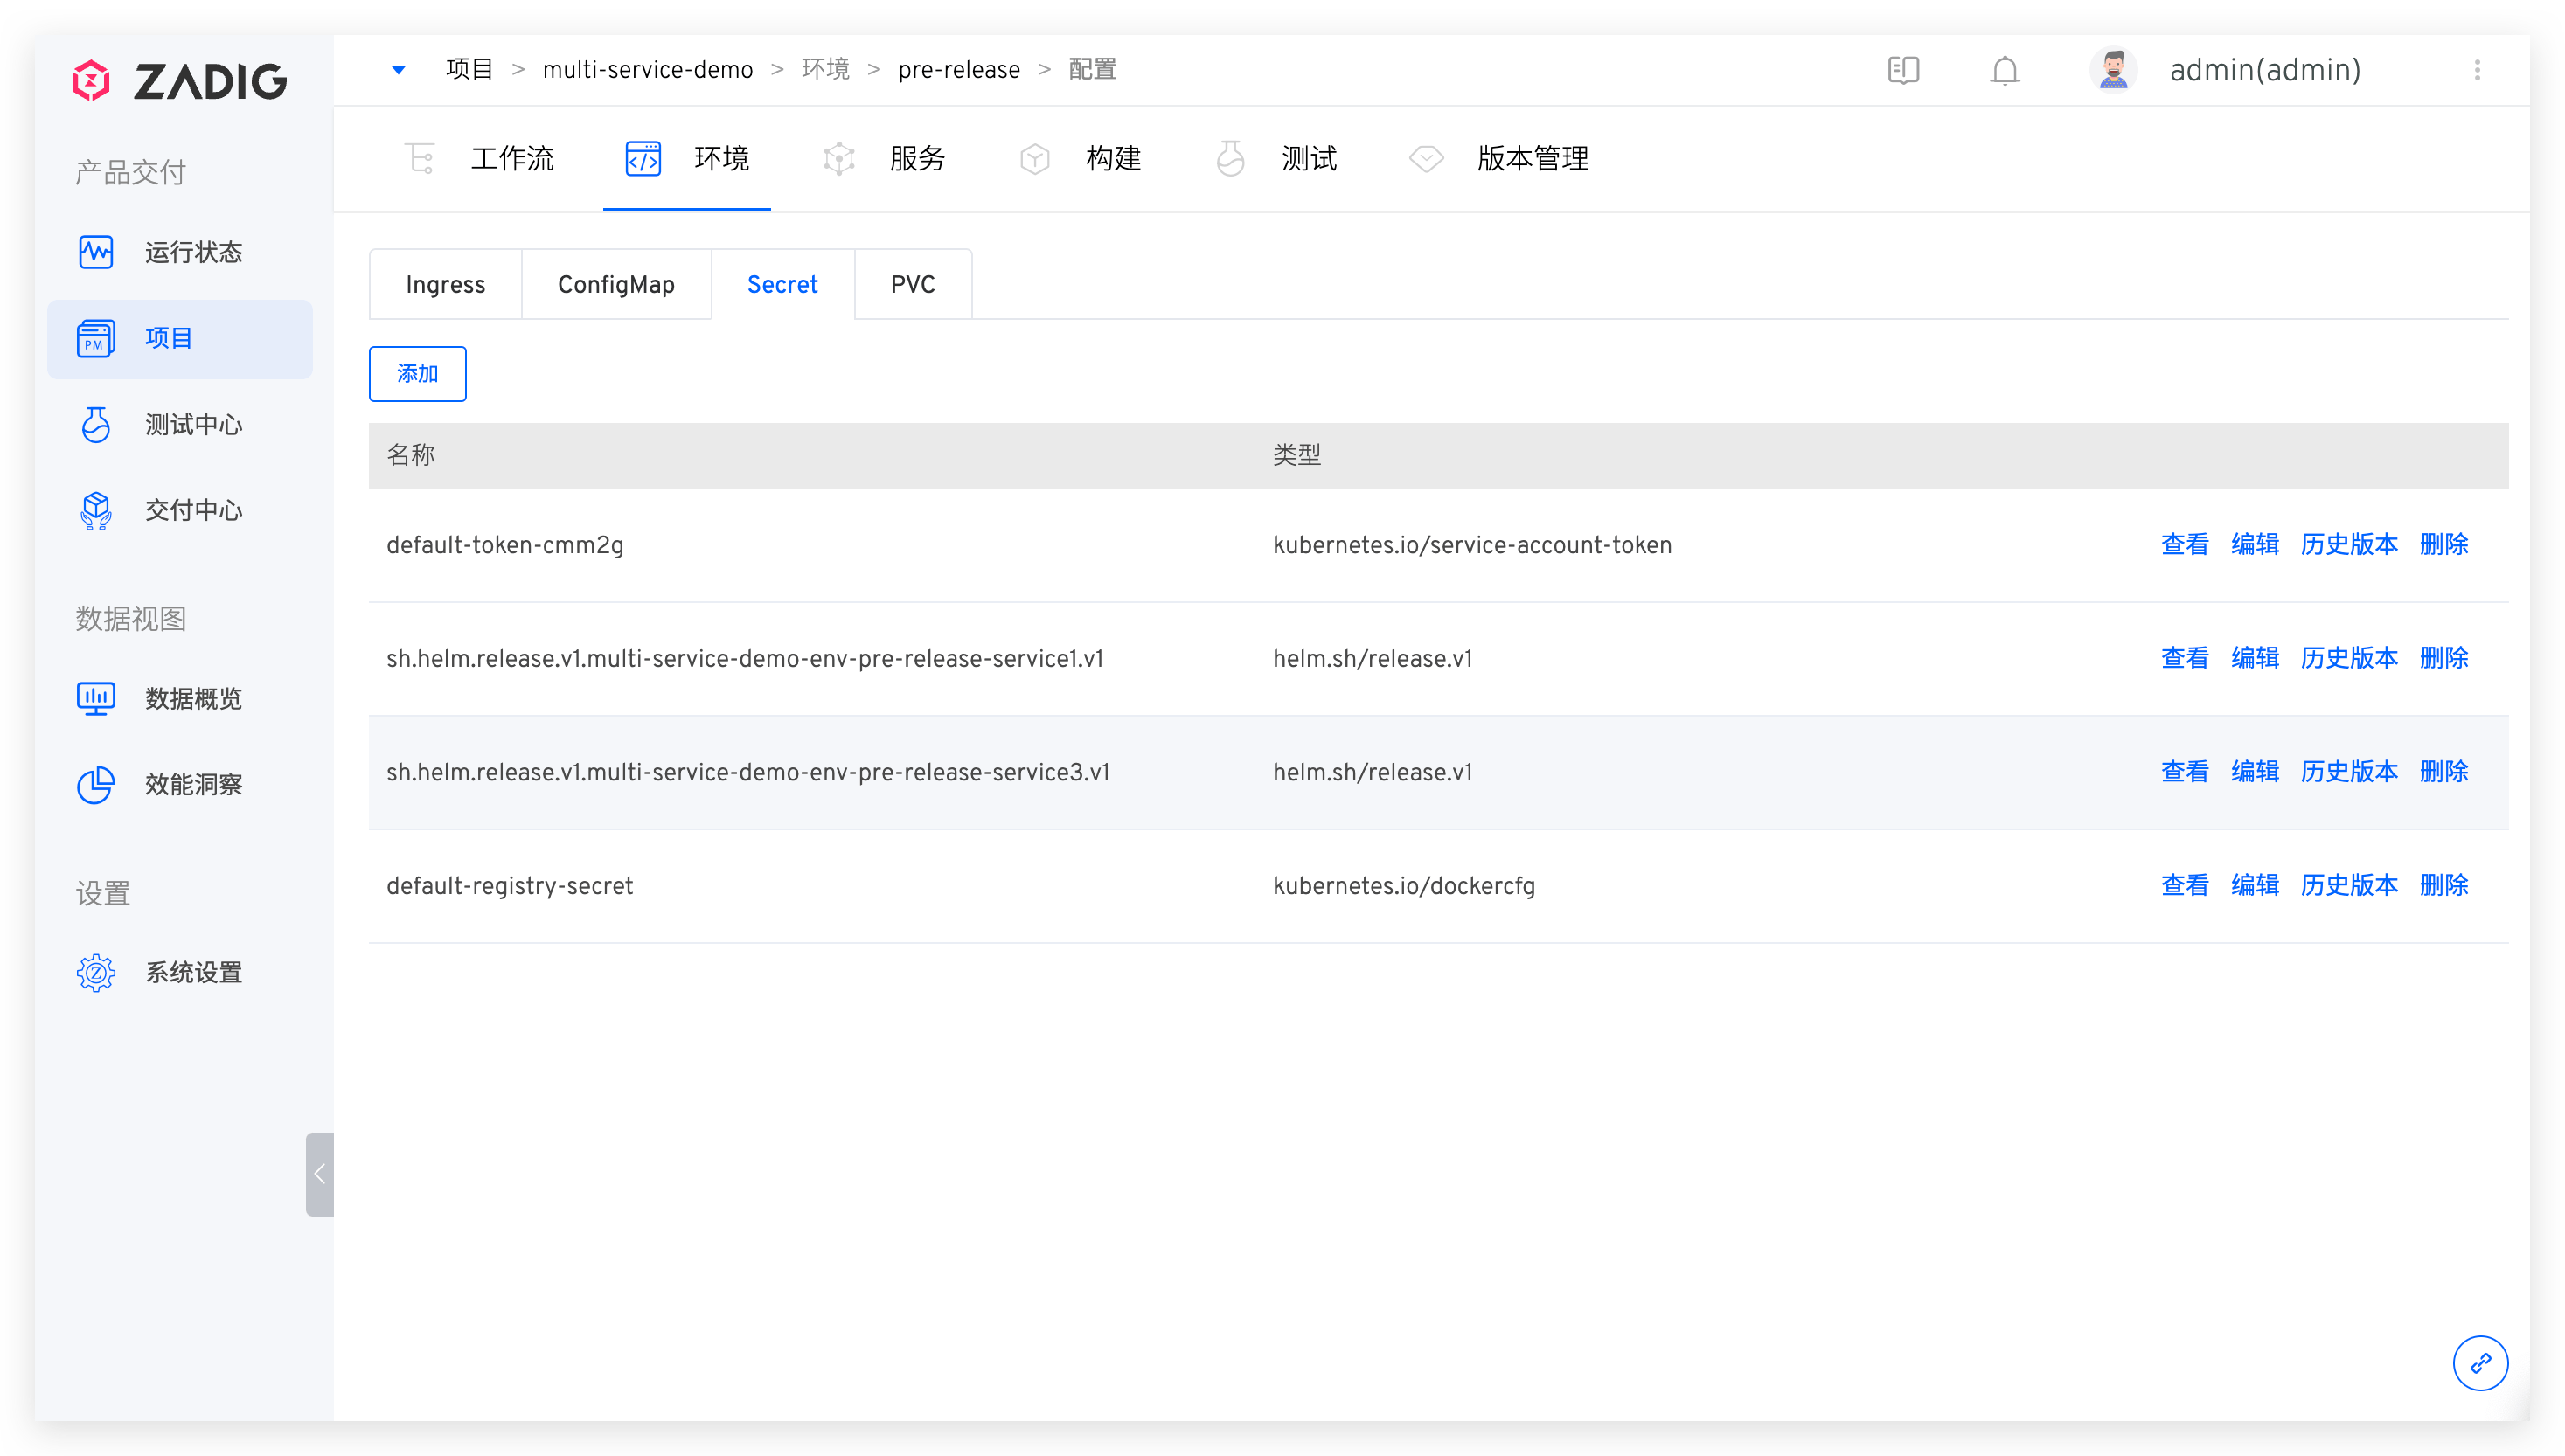 ZADIG
项目 > multi-service-demo > 环境 > pre-release > 配置
admin(admin)
产品交付
运行状态
PM 项目
测试中心
交付中心
数据视图
数据概览
效能洞察
设置
系统设置
工作流 环境 服务 构建 测试 版本管理
Ingress ConfigMap Secret PVC
添加
名称 类型
default-token-cmm2g kubernetes.io/service-account-token 查看 编辑 历史版本 删除
sh.helm.release.v1.multi-service-demo-env-pre-release-service1.v1 helm.sh/release.v1 查看 编辑 历史版本 删除
sh.helm.release.v1.multi-service-demo-env-pre-release-service3.v1 helm.sh/release.v1 查看 编辑 历史版本 删除
default-registry-secret kubernetes.io/dockercfg 查看 编辑 历史版本 删除